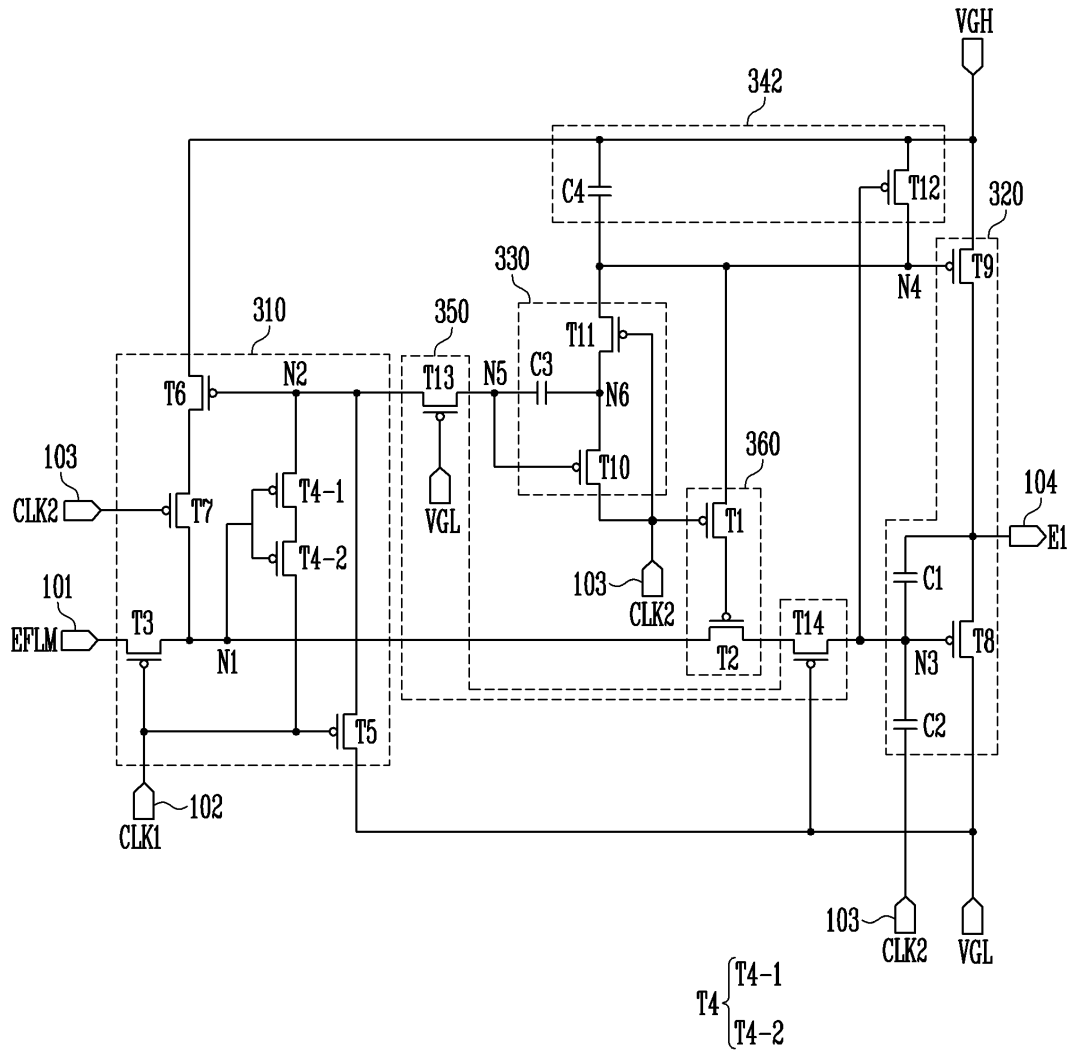 VGH
342
C4
T12
320
330
T9
N4
350
310
T11
C3
T13
N5
N2
T6
N6
360
103
T10
T4-1
CLK2
T7
VGL
T1
104
E1
T4-2
103
C1
101
CLK2
T3
T14
EFLM
N1
T2
N3
T8
T5
C2
102
CLK1
103
CLK2
VGL
T4-1
T4
T4-2